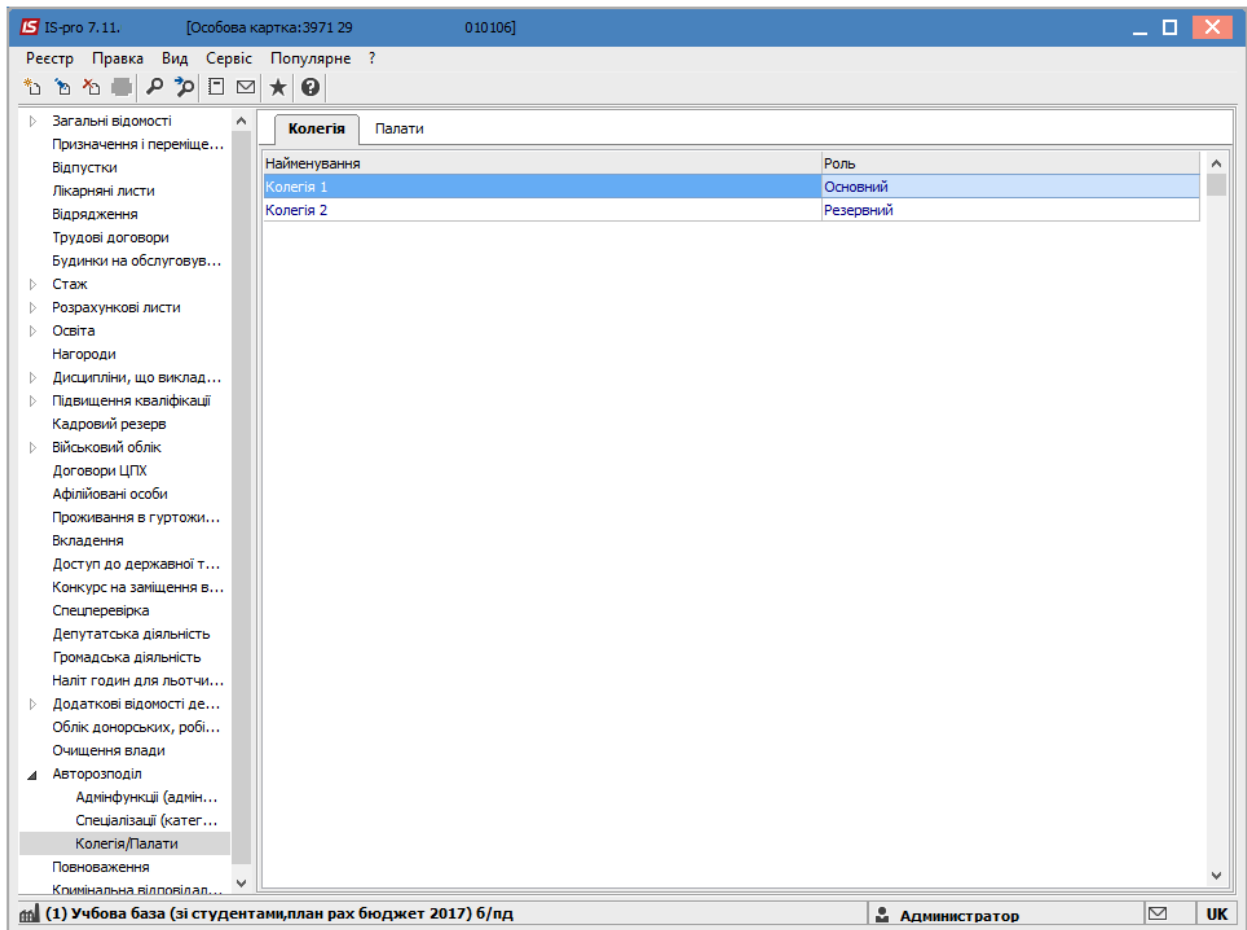 IS-pro 7.11. [Особова картка:3971 29 010106]
Реєстр Правка Вид Сервіс Популярне ?
Загальні відомості
Призначення і переміще...
Відпустки
Лікарняні листи
Відрядження
Трудові договори
Будинки на обслуговув...
Стаж
Розрахункові листи
Освіта
Нагороди
Дисципліни, що виклад...
Підвищення кваліфікації
Кадровий резерв
Військовий облік
Договори ЦПХ
Афілійовані особи
Проживання в гуртожи...
Вкладення
Доступ до державної т...
Конкурс на заміщення в...
Спецперевірка
Депутатська діяльність
Громадська діяльність
Наліт годин для льотчи...
Додаткові відомості де...
Облік донорських, робі...
Очищення влади
Авторозподіл
Адмінфункції (адмін...
Спеціалізації (катег...
Колегія/Палати
Повноваження
Кримінальна відповідал...
Колегія Палати
Найменування Роль
Колегія 1 Основний
Колегія 2 Резервний
(1) Учбова база (зі студентами,план рах бюджет 2017) б/пд Администратор UK